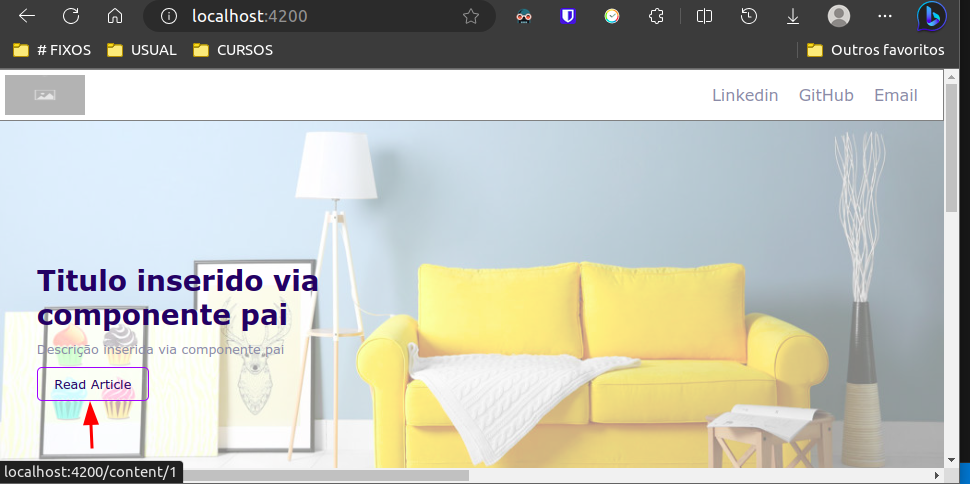 localhost:4200
# FIXOS
USUAL
CURSOS
Outros favoritos
Linkedin
GitHub
Email
Titulo inserido via
componente pai
Descrição inserida via componente pai
Read Article
localhost:4200/content/1